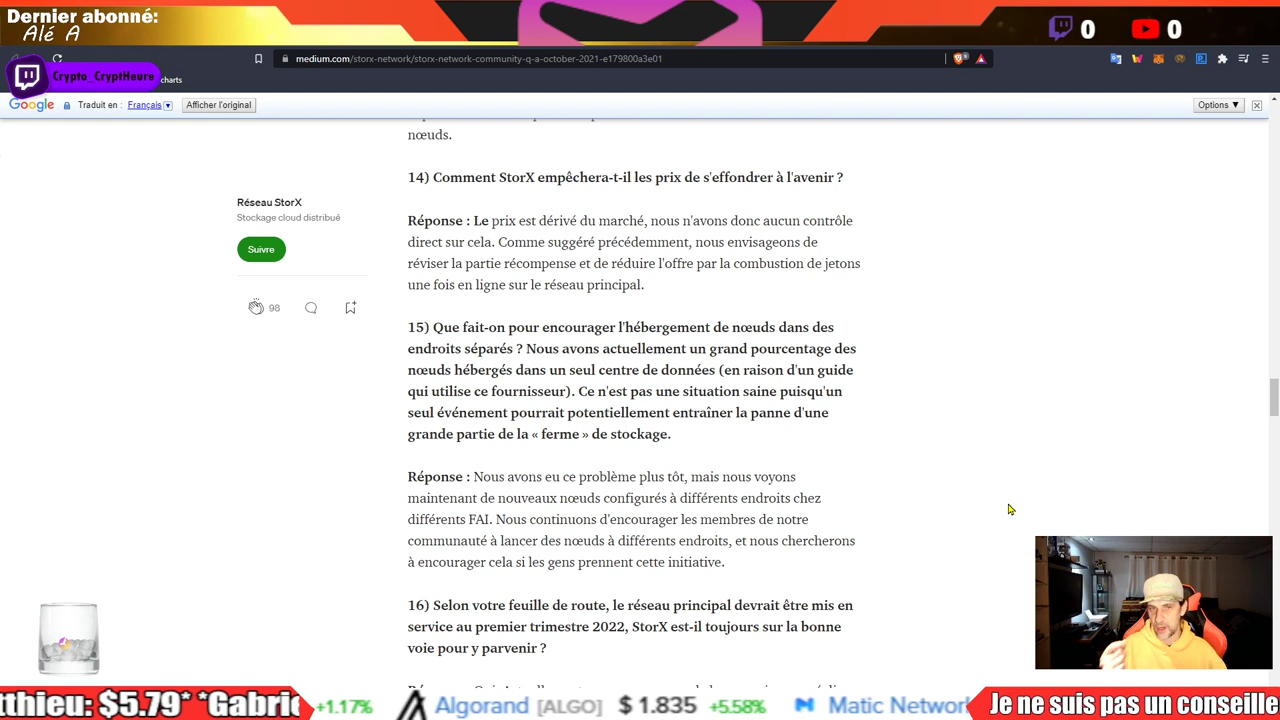 Dernier abonné:
Alé A
0
0
medium.com/storx-network/storx-network-community-q-a-october-2021-e179800a3e01
Crypto_CryptHeure
charts
Google
Traduit en :
Français
Afficher l'original
Options ▼
nœuds.
14) Comment StorX empêchera-t-il les prix de s'effondrer à l'avenir ?
Réseau StorX
Stockage cloud distribué
Suivre
98
Réponse : Le prix est dérivé du marché, nous n'avons donc aucun contrôle
direct sur cela. Comme suggéré précédemment, nous envisageons de
réviser la partie récompense et de réduire l'offre par la combustion de jetons
une fois en ligne sur le réseau principal.
15) Que fait-on pour encourager l'hébergement de nœuds dans des
endroits séparés ? Nous avons actuellement un grand pourcentage des
nœuds hébergés dans un seul centre de données (en raison d'un guide
qui utilise ce fournisseur). Ce n'est pas une situation saine puisqu'un
seul événement pourrait potentiellement entraîner la panne d'une
grande partie de la « ferme » de stockage.
Réponse : Nous avons eu ce problème plus tôt, mais nous voyons
maintenant de nouveaux nœuds configurés à différents endroits chez
différents FAI. Nous continuons d'encourager les membres de notre
communauté à lancer des nœuds à différents endroits, et nous chercherons
à encourager cela si les gens prennent cette initiative.
16) Selon votre feuille de route, le réseau principal devrait être mis en
service au premier trimestre 2022, StorX est-il toujours sur la bonne
voie pour y parvenir ?
tthieu: $5.79* *Gabrie
+1.17%
Algorand [ALGO] $ 1.835 +5.58%
Matic Network
Je ne suis pas un conseille